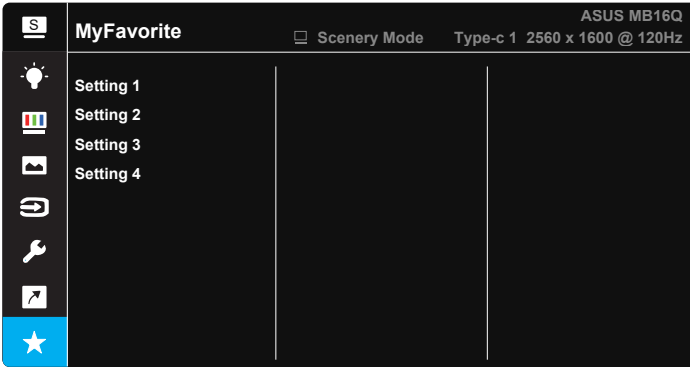 S
ASUS MB16Q
MyFavorite
Scenery Mode Type-c 1 2560 x 1600 @ 120Hz
Setting 1
Setting 2
Setting 3
Setting 4